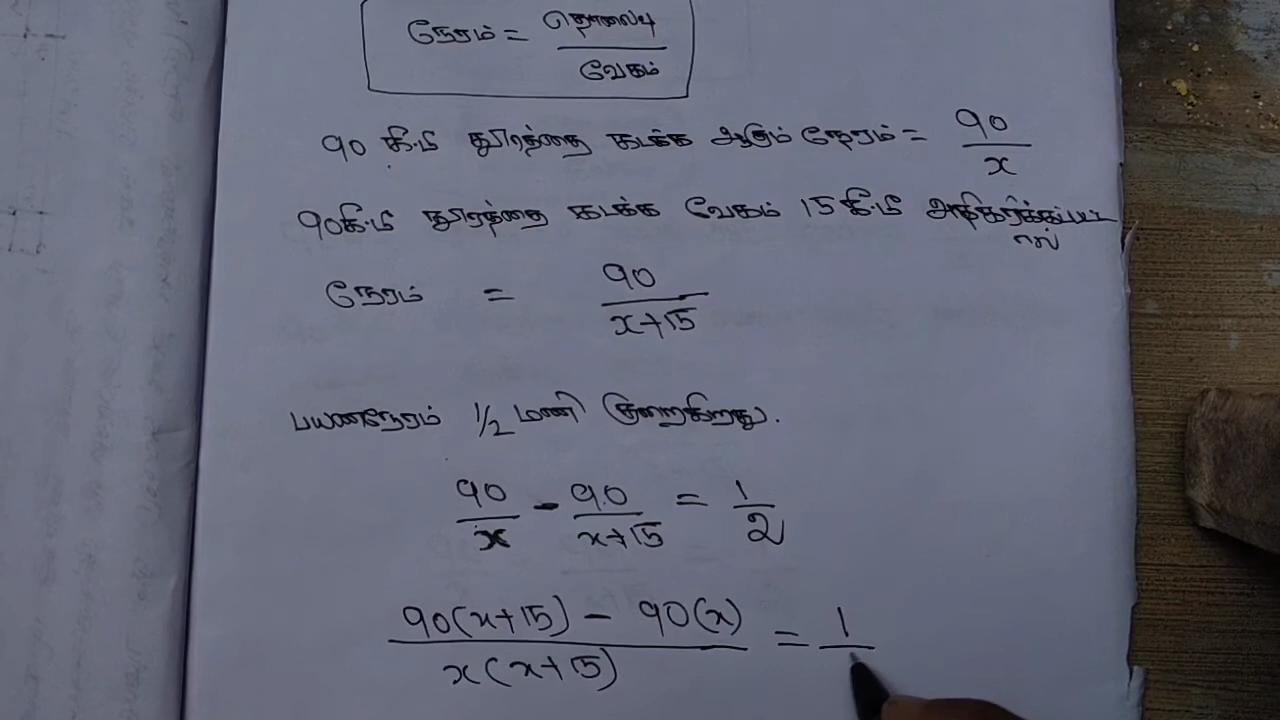 நேரம் = தொலைவு / வேகம்
90 கி.மீ தூரத்தை கடக்க ஆகும் நேரம் = 90 / x
90கி.மீ தூரத்தை கடக்க வேகம் 15 கி.மீ அதிகரிக்கப்பட்டால்
நேரம் = 90 / x+15
பயணநேரம் 1/2 மணி குறைகிறது.
90 / x - 90 / x+15 = 1 / 2
90(x+15) - 90(x) / x(x+15) = 1 /